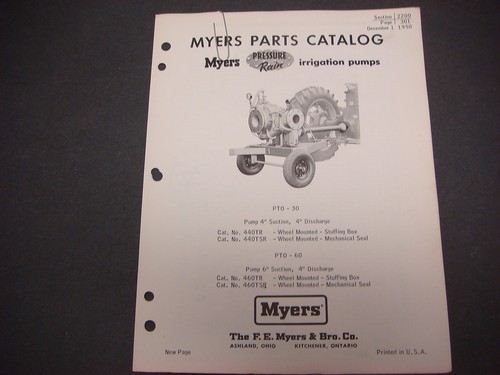 Section 2200
Page 301
December 1 1950
MYERS PARTS CATALOG
Myers PRESSURE Rain irrigation pumps
PTO - 30
Pump 4" Suction, 4" Discharge
Cat. No. 440TR - Wheel Mounted - Stuffing Box
Cat. No. 440TSR - Wheel Mounted - Mechanical Seal
PTO - 60
Pump 6" Suction, 4" Discharge
Cat. No. 460TR - Wheel Mounted - Stuffing Box
Cat. No. 460TSR - Wheel Mounted - Mechanical Seal
Myers
The F. E. Myers & Bro. Co.
ASHLAND, OHIO KITCHENER, ONTARIO
New Page Printed in U.S.A.